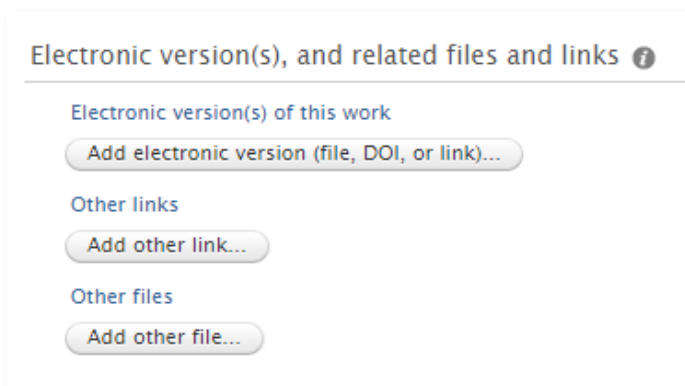 Electronic version(s), and related files and links
Electronic version(s) of this work
Add electronic version (file, DOI, or link)...
Other links
Add other link...
Other files
Add other file...